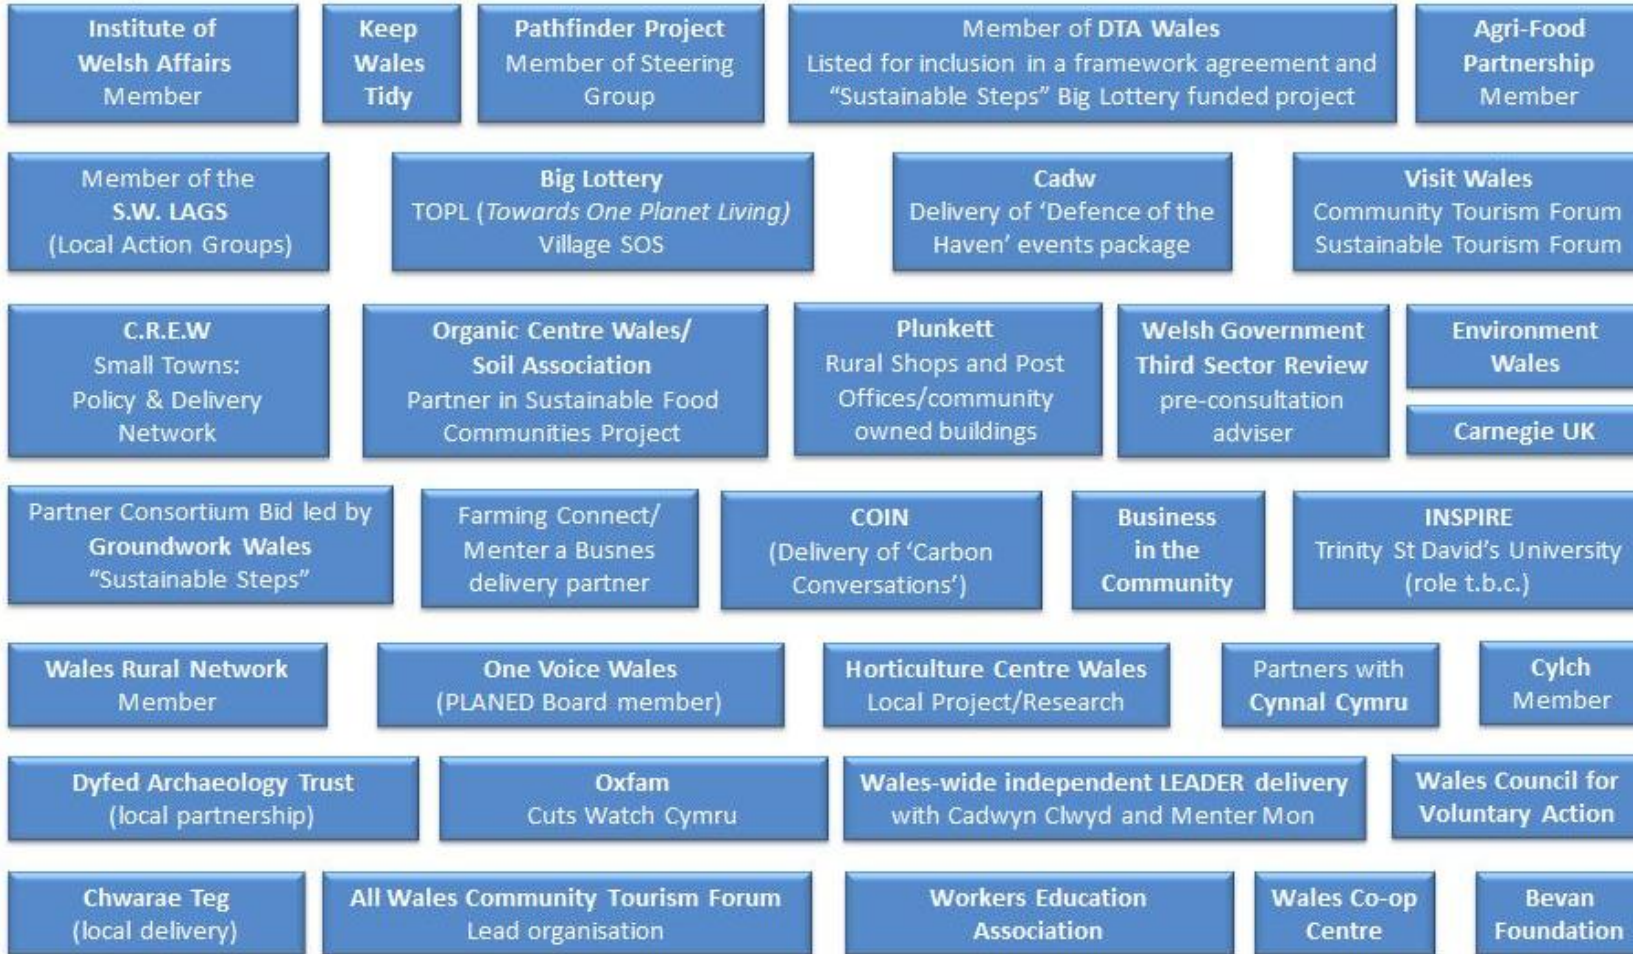 Institute of
Welsh Affairs
Member
Keep
Wales
Tidy
Pathfinder Project
Member of Steering
Group
Member of DTA Wales
Listed for inclusion in a framework agreement and
“Sustainable Steps” Big Lottery funded project
Agri-Food
Partnership
Member
Member of the
S.W. LAGS
(Local Action Groups)
Big Lottery
TOPL (Towards One Planet Living)
Village SOS
Cadw
Delivery of ‘Defence of the
Haven’ events package
Visit Wales
Community Tourism Forum
Sustainable Tourism Forum
C.R.E.W
Small Towns:
Policy & Delivery
Network
Organic Centre Wales/
Soil Association
Partner in Sustainable Food
Communities Project
Plunkett
Rural Shops and Post
Offices/community
owned buildings
Welsh Government
Third Sector Review
pre-consultation
adviser
Environment
Wales
Carnegie UK
Partner Consortium Bid led by
Groundwork Wales
“Sustainable Steps”
Farming Connect/
Menter a Busnes
delivery partner
COIN
(Delivery of ‘Carbon
Conversations’)
Business
in the
Community
INSPIRE
Trinity St David’s University
(role t.b.c.)
Wales Rural Network
Member
One Voice Wales
(PLANED Board member)
Horticulture Centre Wales
Local Project/Research
Partners with
Cynnal Cymru
Cylch
Member
Dyfed Archaeology Trust
(local partnership)
Oxfam
Cuts Watch Cymru
Wales-wide independent LEADER delivery
with Cadwyn Clwyd and Menter Mon
Wales Council for
Voluntary Action
Chwarae Teg
(local delivery)
All Wales Community Tourism Forum
Lead organisation
Workers Education
Association
Wales Co-op
Centre
Bevan
Foundation